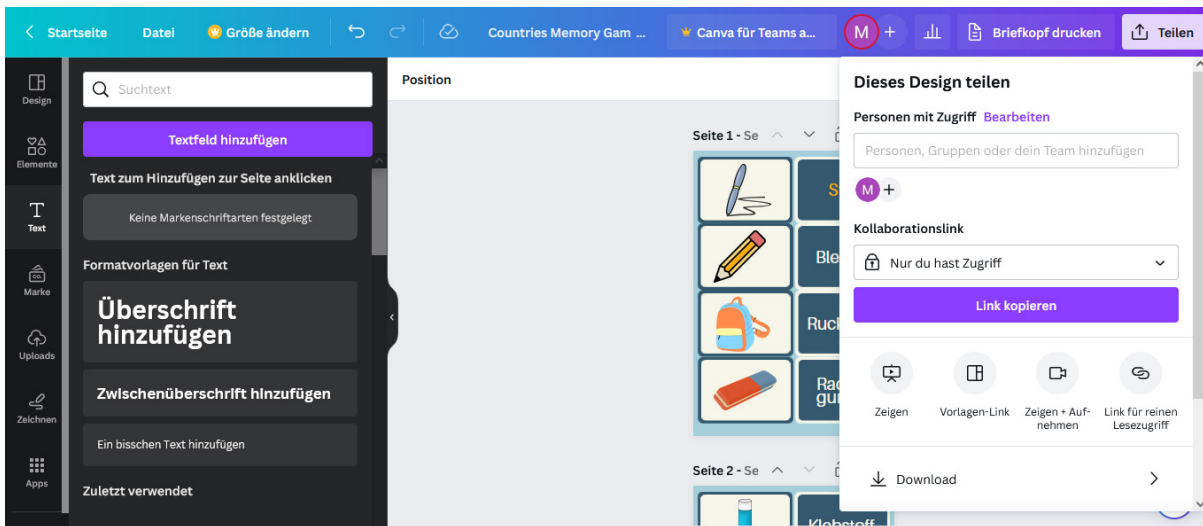 Startseite
Datei
Größe ändern
Countries Memory Gam ...
Canva für Teams a...
M
+
Briefkopf drucken
Teilen
Design
Elemente
Text
Marke
Uploads
Zeichnen
Apps
Suchtext
Textfeld hinzufügen
Text zum Hinzufügen zur Seite anklicken
Keine Markenschriftarten festgelegt
Formatvorlagen für Text
Überschrift
hinzufügen
Zwischenüberschrift hinzufügen
Ein bisschen Text hinzufügen
Zuletzt verwendet
Position
Seite 1 - Se
S
Ble
Ruc
Ra
gu
Seite 2 - Se
Klebstoff
Dieses Design teilen
Personen mit Zugriff Bearbeiten
Personen, Gruppen oder dein Team hinzufügen
M +
Kollaborationslink
Nur du hast Zugriff
Link kopieren
Zeigen
Vorlagen-Link
Zeigen + Auf-
nehmen
Link für reinen
Lesezugriff
Download